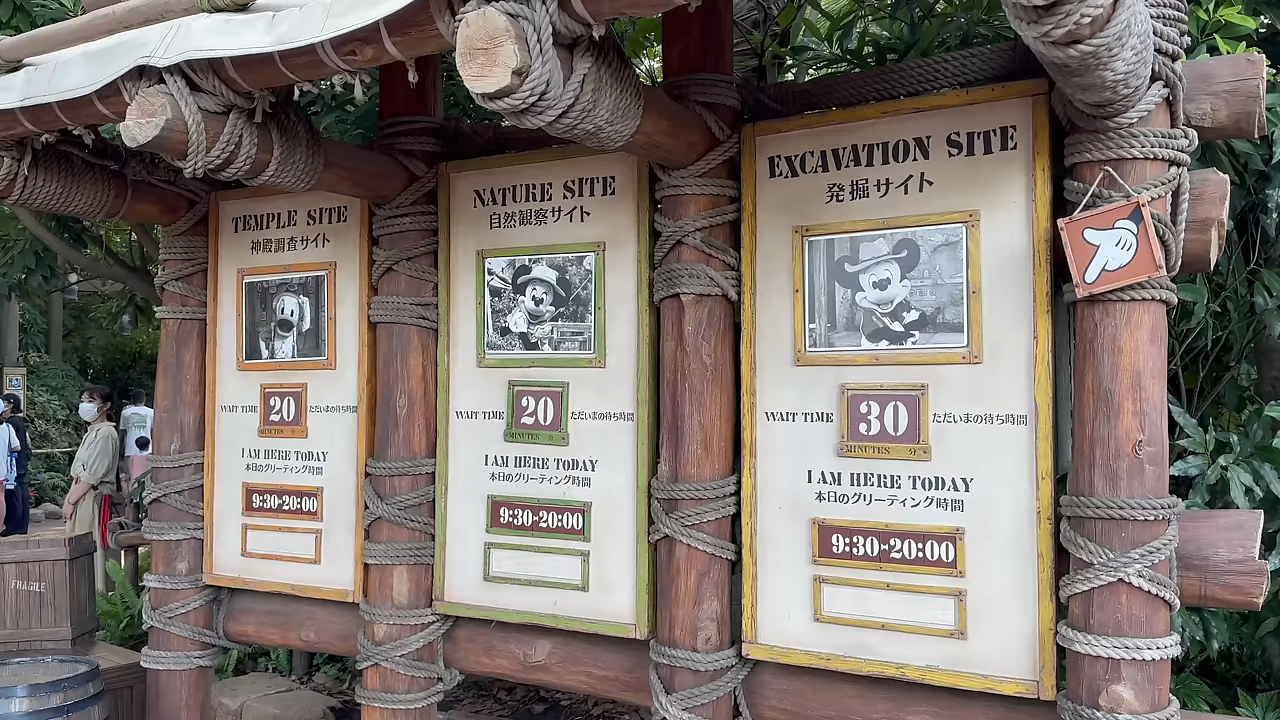 TEMPLE SITE
神殿調査サイト
WAIT TIME 20 ただいまの待ち時間
MINUTES 分
I AM HERE TODAY
本日のグリーティング時間
9:30-20:00
NATURE SITE
自然観察サイト
WAIT TIME 20 ただいまの待ち時間
MINUTES 分
I AM HERE TODAY
本日のグリーティング時間
9:30-20:00
EXCAVATION SITE
発掘サイト
WAIT TIME 30 ただいまの待ち時間
MINUTES 分
I AM HERE TODAY
本日のグリーティング時間
9:30-20:00
FRAGILE